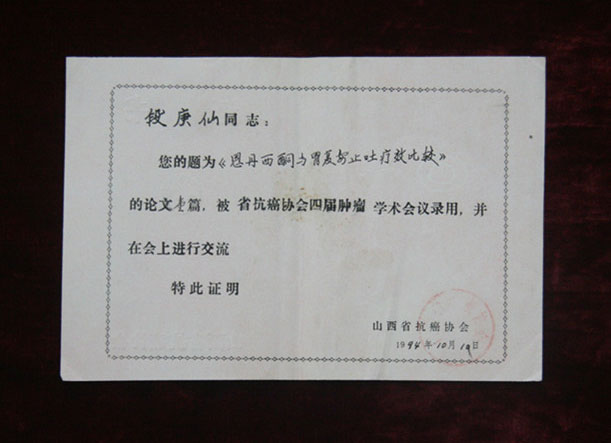 段庚仙同志：
您的题为《恩丹西酮与胃复安止吐疗效比较》
的论文壹篇，被 省抗癌协会四届肿瘤 学术会议录用，并
在会上进行交流
特此证明
山西省抗癌协会
1994年10月19日